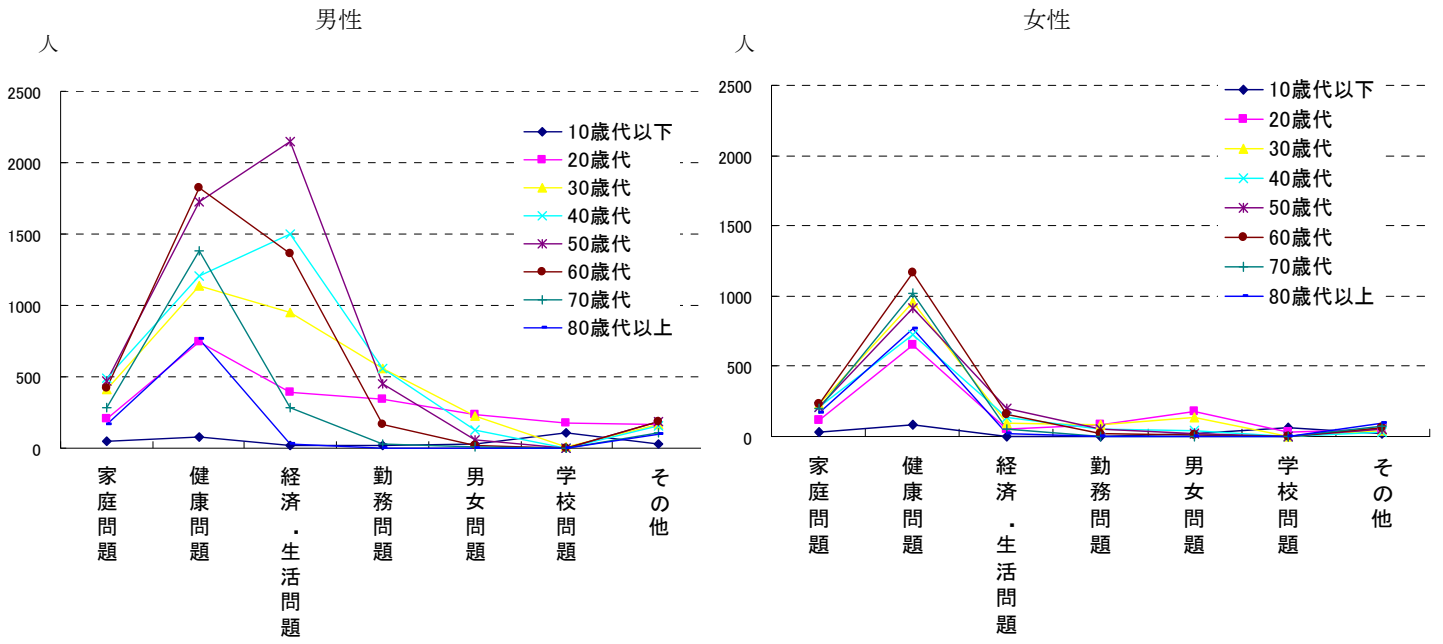 男性
人
2500
2000
1500
1000
500
0
10歳代以下
20歳代
30歳代
40歳代
50歳代
60歳代
70歳代
80歳代以上
家庭問題
健康問題
経済・生活問題
勤務問題
男女問題
学校問題
その他
女性
人
2500
2000
1500
1000
500
0
10歳代以下
20歳代
30歳代
40歳代
50歳代
60歳代
70歳代
80歳代以上
家庭問題
健康問題
経済・生活問題
勤務問題
男女問題
学校問題
その他